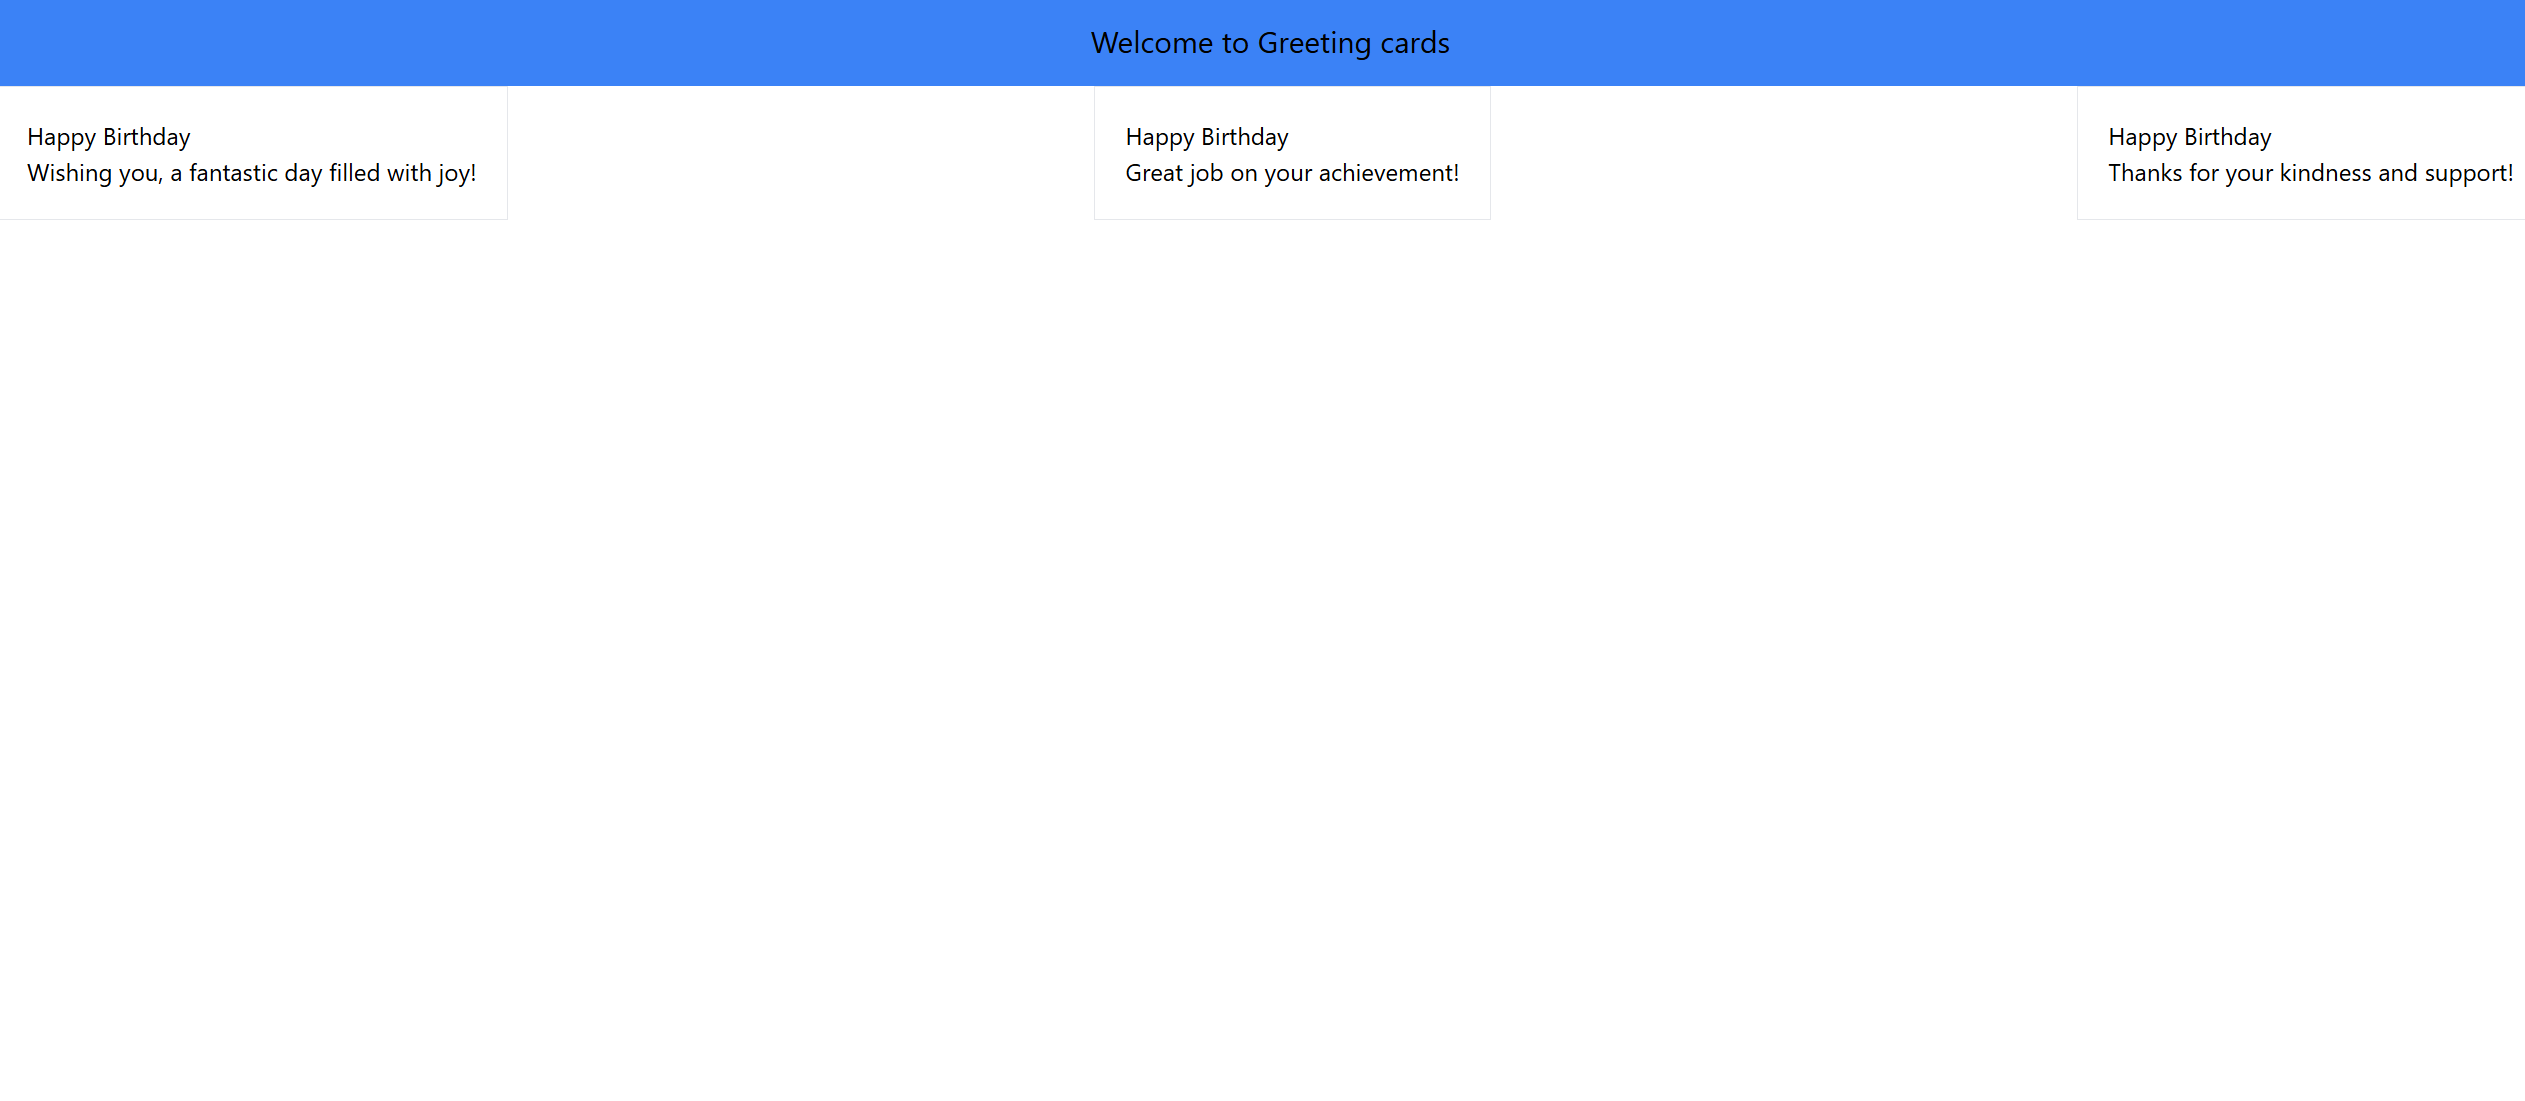 Welcome to Greeting cards
Happy Birthday
Wishing you, a fantastic day filled with joy!
Happy Birthday
Great job on your achievement!
Happy Birthday
Thanks for your kindness and support!